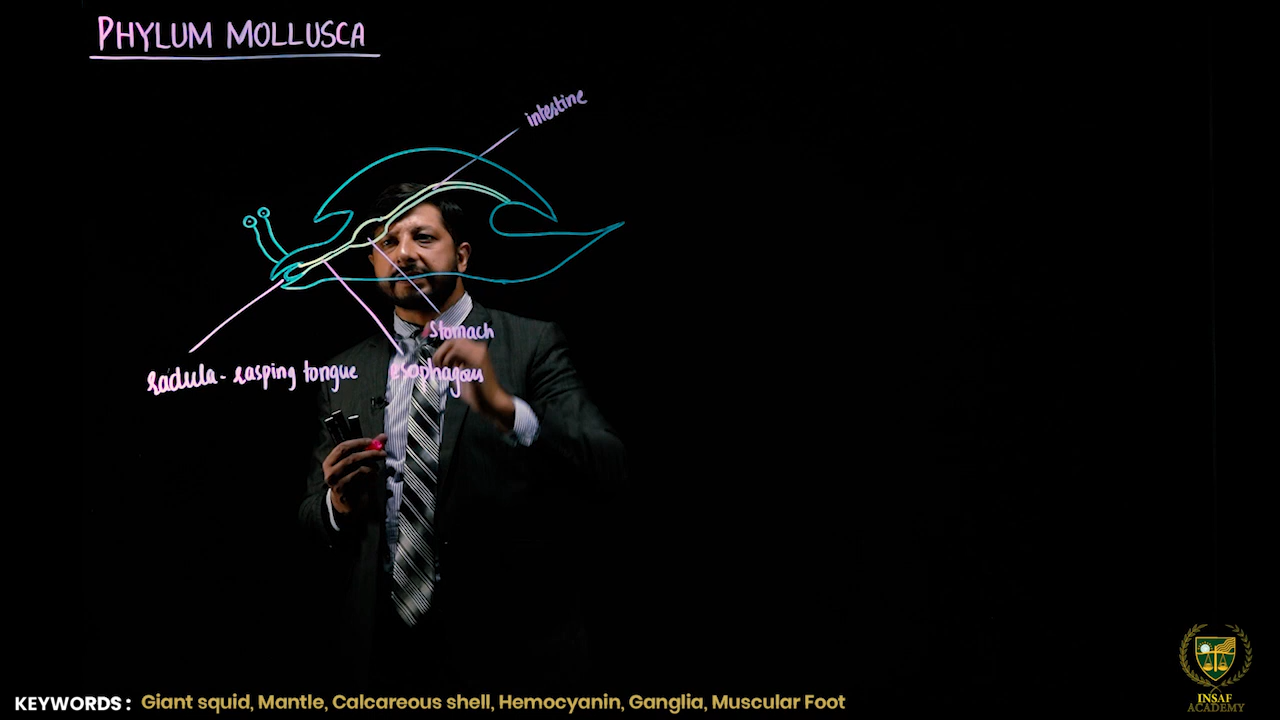 PHYLUM MOLLUSCA
intestine
Stomach
radula - rasping tongue
esophagous
KEYWORDS : Giant squid, Mantle, Calcareous shell, Hemocyanin, Ganglia, Muscular Foot
INSAF
ACADEMY